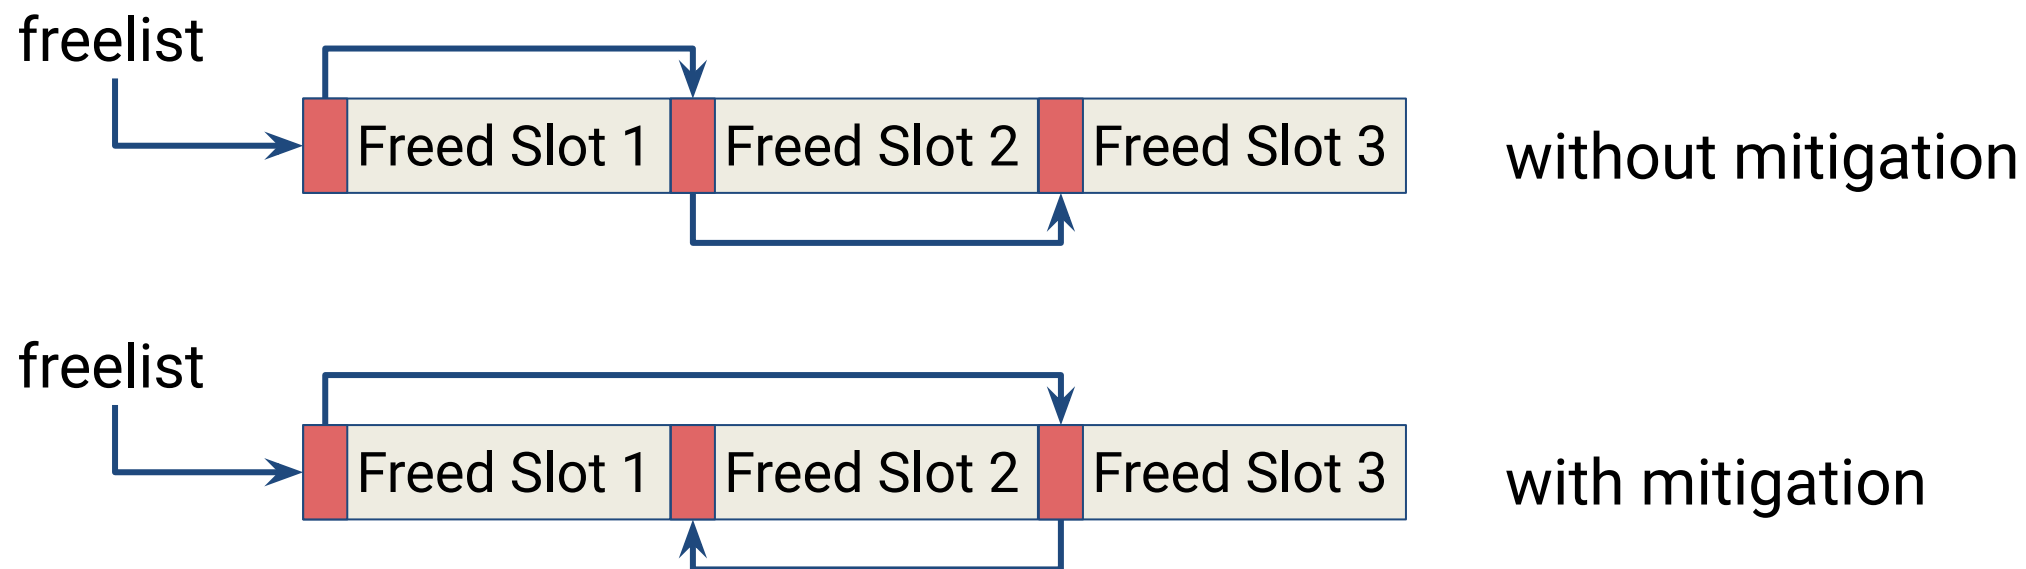 freelist
Freed Slot 1
Freed Slot 2
Freed Slot 3
without mitigation
freelist
Freed Slot 1
Freed Slot 2
Freed Slot 3
with mitigation